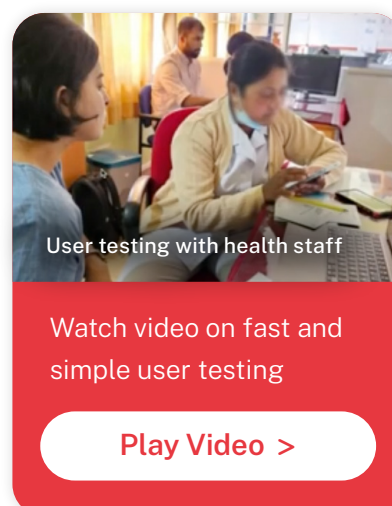 User testing with health staff
Watch video on fast and
simple user testing
Play Video >